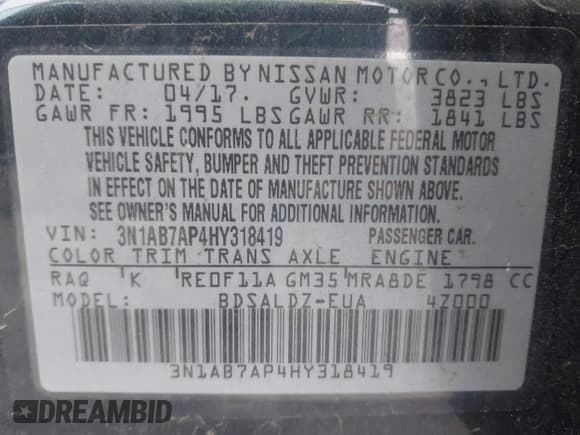 MANUFACTURED BY NISSAN MOTOR CO., LTD.
DATE: 04/17. GVWR: 3823 LBS
GAWR FR: 1995 LBS GAWR RR: 1841 LBS
THIS VEHICLE CONFORMS TO ALL APPLICABLE FEDERAL MOTOR
VEHICLE SAFETY, BUMPER AND THEFT PREVENTION STANDARDS
IN EFFECT ON THE DATE OF MANUFACTURE SHOWN ABOVE.
SEE OWNER'S MANUAL FOR ADDITIONAL INFORMATION.
VIN: 3N1AB7AP4HY318419 PASSENGER CAR.
COLOR TRIM TRANS AXLE ENGINE
RAQ K RE0F11A GM35 MRA8DE 1798 CC
MODEL: BDSALDZ-EUA 4Z000
3N1AB7AP4HY318419
DREAMBID